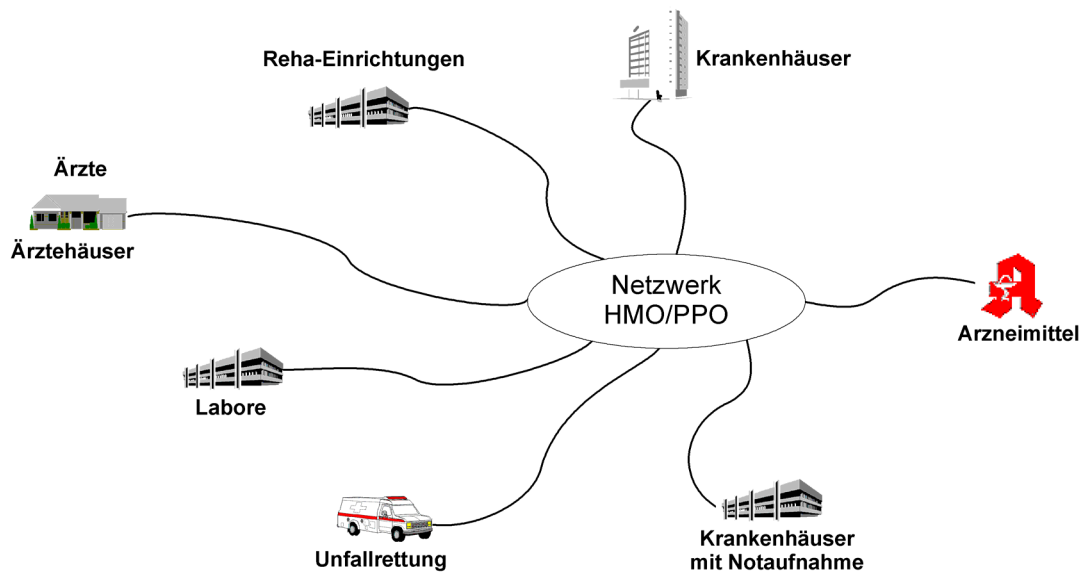 Reha-Einrichtungen
Krankenhäuser
Ärzte
Ärztehäuser
Netzwerk
HMO/PPO
Arzneimittel
Labore
Unfallrettung
Krankenhäuser
mit Notaufnahme